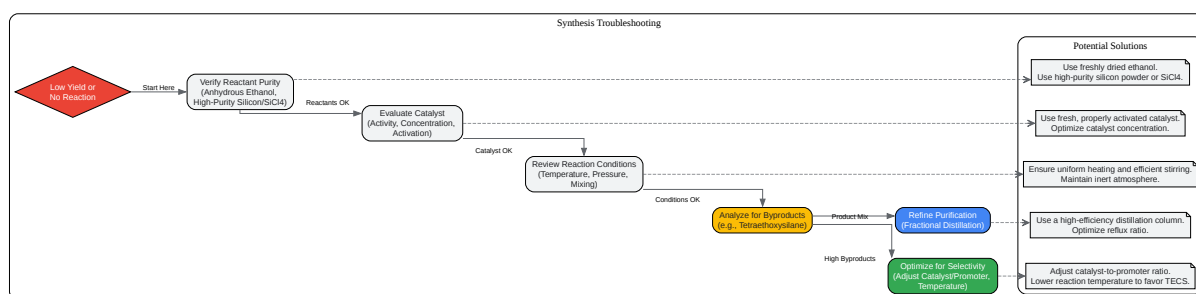 Synthesis Troubleshooting
Potential Solutions
Low Yield or
No Reaction
Start Here
Verify Reactant Purity
(Anhydrous Ethanol,
High-Purity Silicon/SiCl4)
Use freshly dried ethanol.
Use high-purity silicon powder or SiCl4.
Reactants OK
Evaluate Catalyst
(Activity, Concentration,
Activation)
Use fresh, properly activated catalyst.
Optimize catalyst concentration.
Catalyst OK
Review Reaction Conditions
(Temperature, Pressure,
Mixing)
Ensure uniform heating and efficient stirring.
Maintain inert atmosphere.
Conditions OK
Analyze for Byproducts
(e.g., Tetraethoxysilane)
Product Mix
Refine Purification
(Fractional Distillation)
Use a high-efficiency distillation column.
Optimize reflux ratio.
High Byproducts
Optimize for Selectivity
(Adjust Catalyst/Promoter,
Temperature)
Adjust catalyst-to-promoter ratio.
Lower reaction temperature to favor TECS.